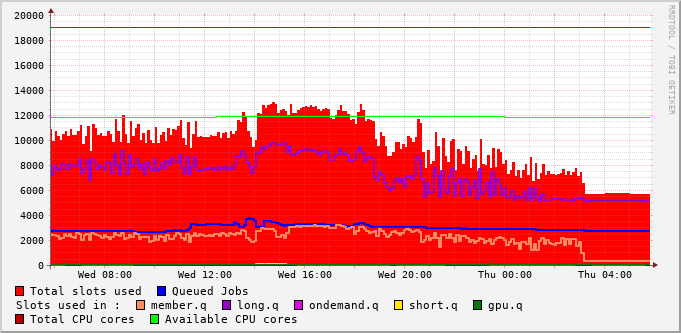 20000
18000
16000
14000
12000
10000
8000
6000
4000
2000
0
Wed 08:00 Wed 12:00 Wed 16:00 Wed 20:00 Thu 00:00 Thu 04:00
RRDTOOL / TOBI OETIKER
Total slots used Queued Jobs
Slots used in : member.q long.q ondemand.q short.q gpu.q
Total CPU cores Available CPU cores